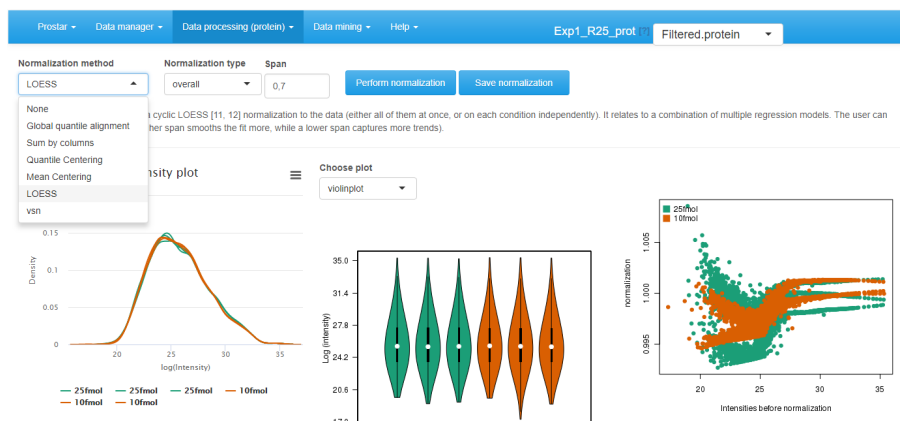 Prostar Data manager Data processing (protein) Data mining Help Exp1_R25_prot [?] Filtered.protein
Normalization method Normalization type Span
LOESS overall 0,7 Perform normalization Save normalization
None
Global quantile alignment
Sum by columns
Quantile Centering
Mean Centering
LOESS
vsn
a cyclic LOESS [11, 12] normalization to the data (either all of them at once, or on each condition independently). It relates to a combination of multiple regression models. The user can
her span smooths the fit more, while a lower span captures more trends).
nsity plot
Choose plot
violinplot
0.15
0.1
0.05
0
Density
20 25 30 35
log(Intensity)
25fmol 25fmol 25fmol 10fmol
10fmol 10fmol
35.0
31.4
27.8
24.2
20.6
Log (intensity)
25fmol
10fmol
1.005
1.000
0.995
normalization
20 25 30 35
Intensities before normalization